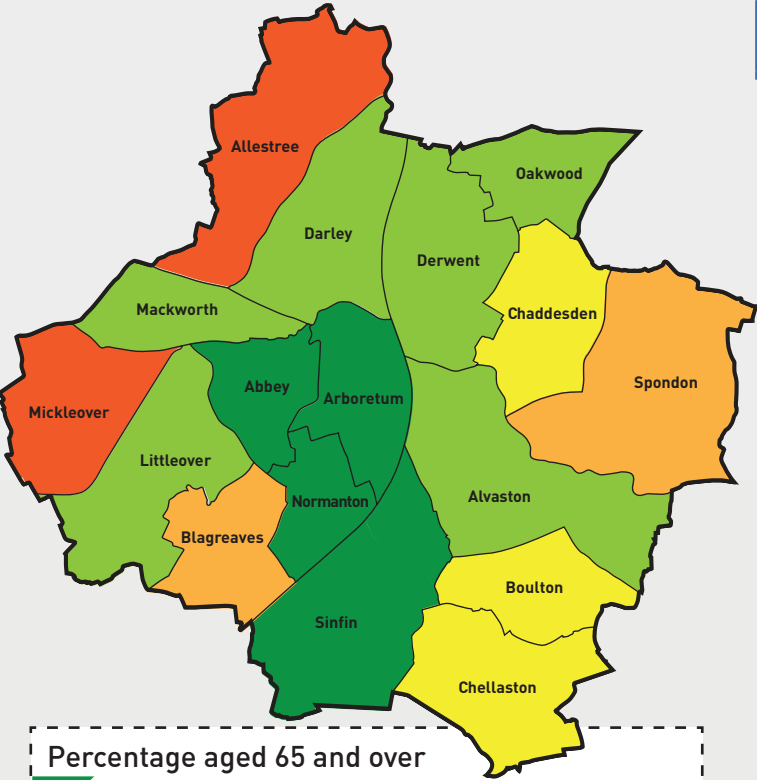 Allestree
Oakwood
Darley
Derwent
Mackworth
Chaddesden
Spondon
Abbey
Arboretum
Mickleover
Littleover
Alvaston
Normanton
Blagreaves
Boulton
Sinfin
Chellaston
Percentage aged 65 and over